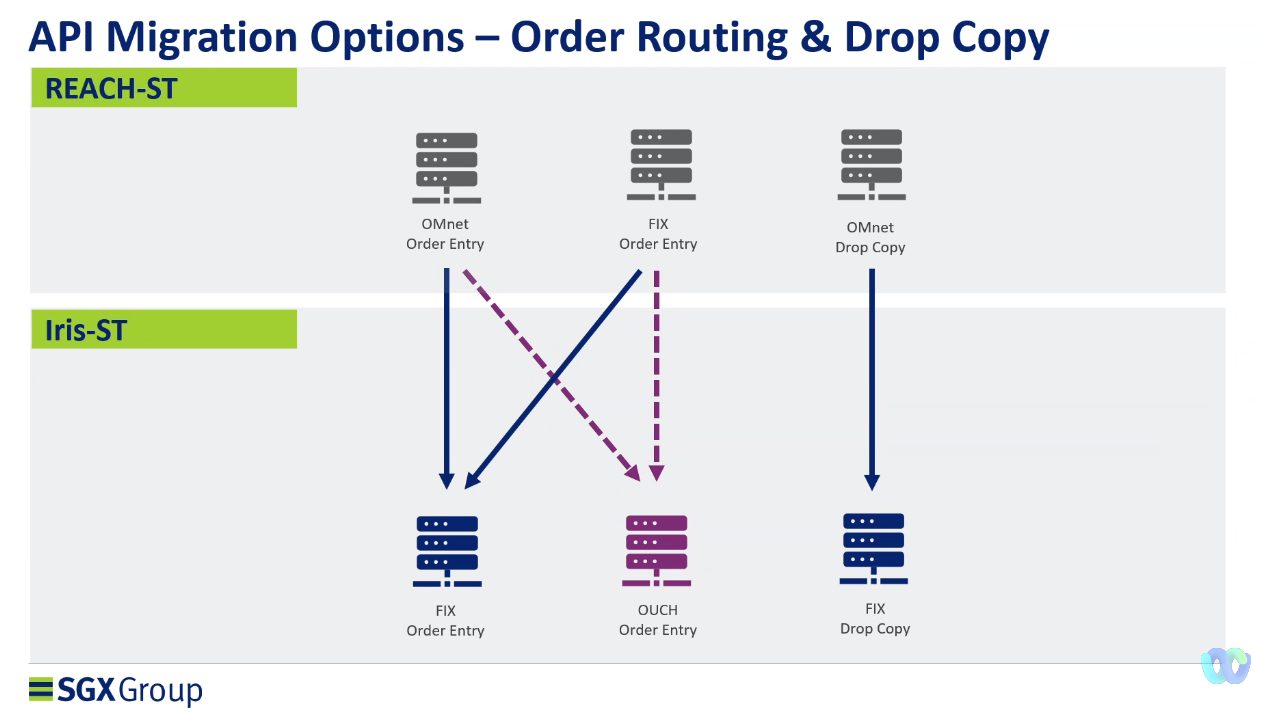 API Migration Options – Order Routing & Drop Copy
REACH-ST
OMnet
Order Entry
FIX
Order Entry
OMnet
Drop Copy
Iris-ST
FIX
Order Entry
OUCH
Order Entry
FIX
Drop Copy
SGX Group